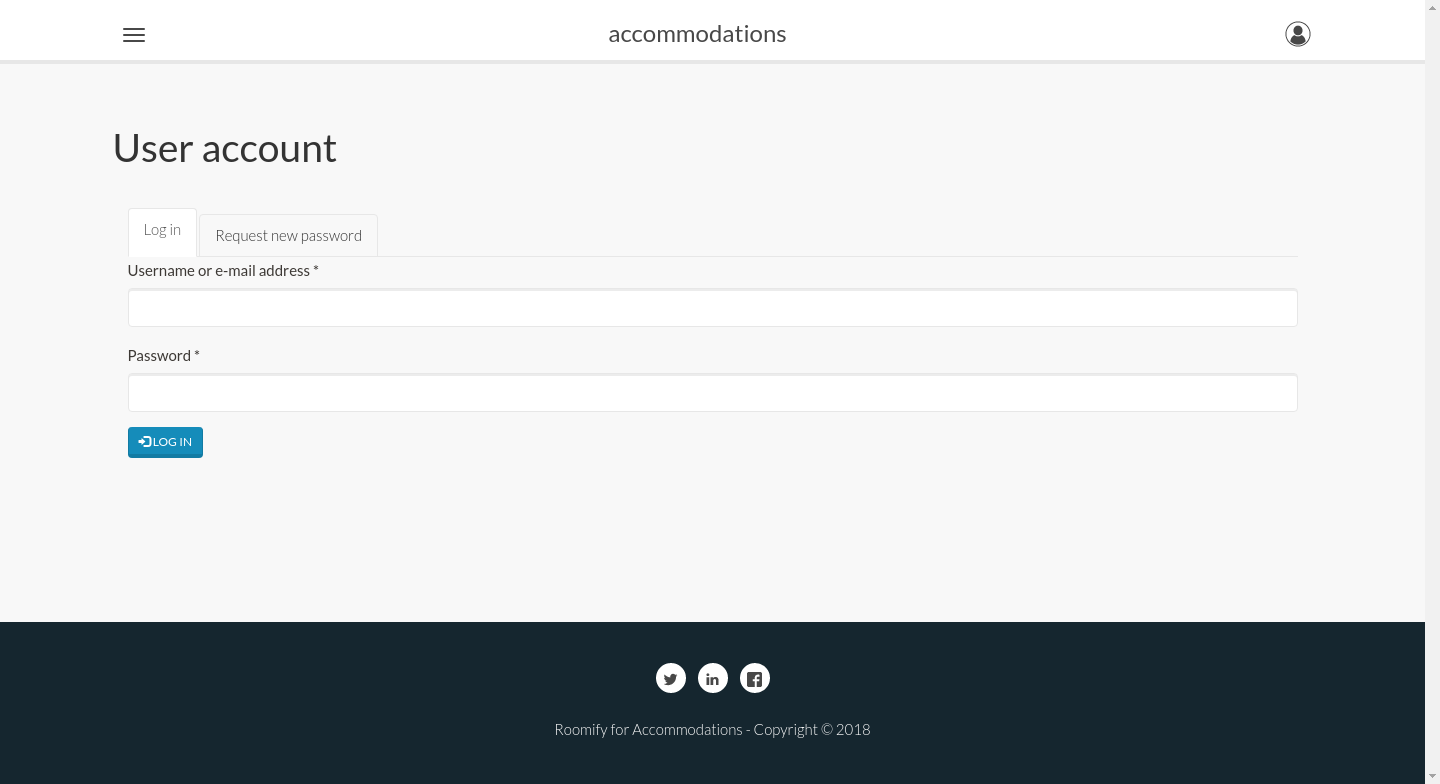 accommodations
User account
Log in
Request new password
Username or e-mail address *
Password *
LOG IN
Roomify for Accommodations - Copyright © 2018